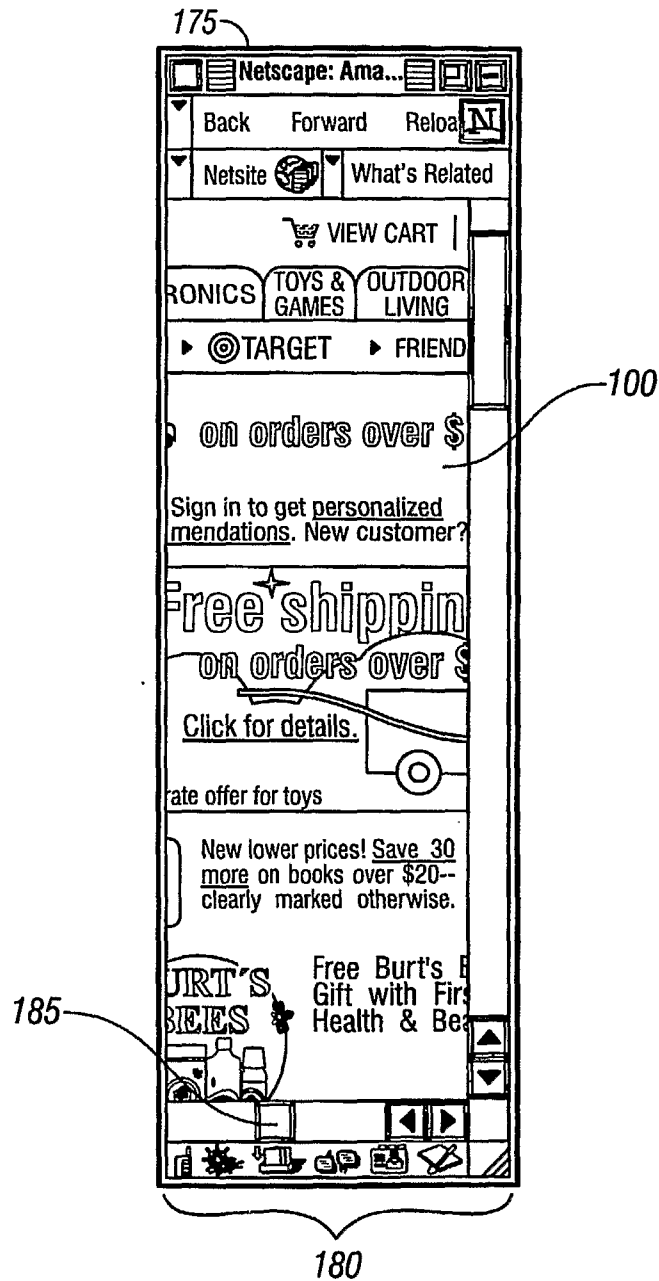 175
Netscape: Ama...
Back Forward Reloa N
Netsite What's Related
VIEW CART |
RONICS TOYS & GAMES OUTDOOR LIVING
TARGET FRIEND
100
on orders over $
Sign in to get personalized
mendations. New customer?
Free shippin
on orders over $
Click for details.
rate offer for toys
New lower prices! Save 30
more on books over $20--
clearly marked otherwise.
URT'S
BEES
Free Burt's B
Gift with Firs
Health & Bea
185
180